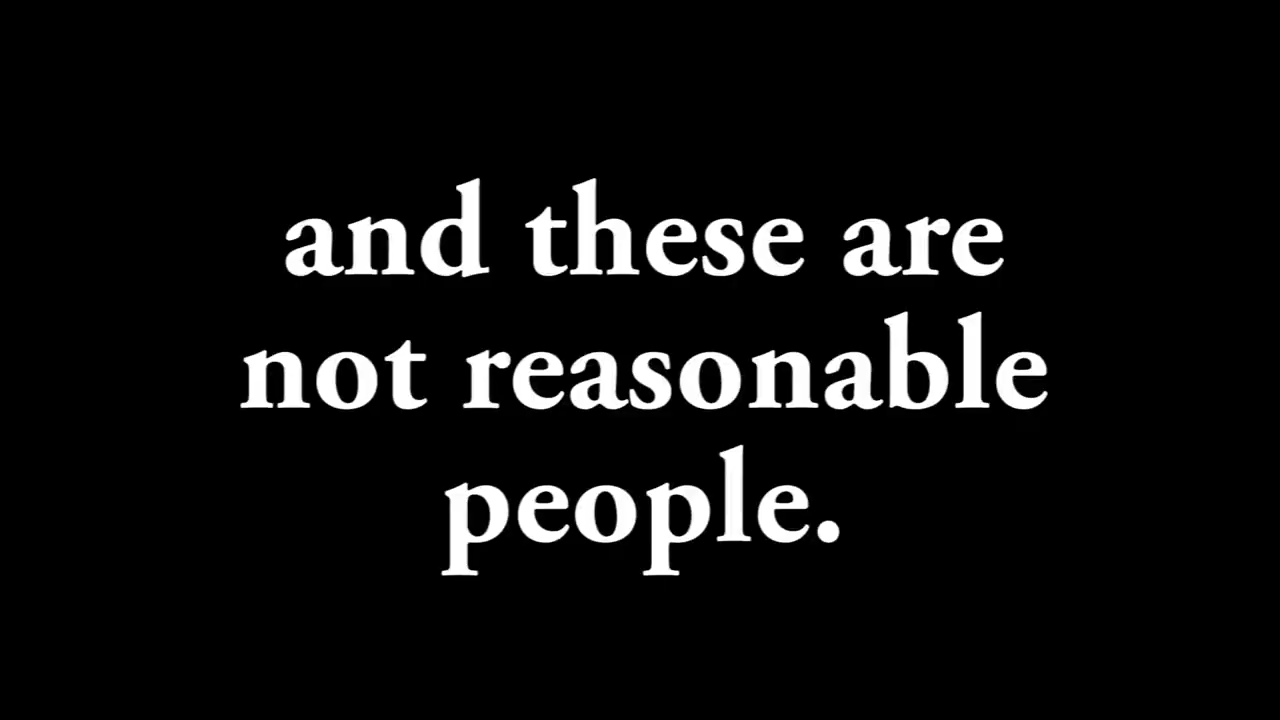 and these are
not reasonable
people.